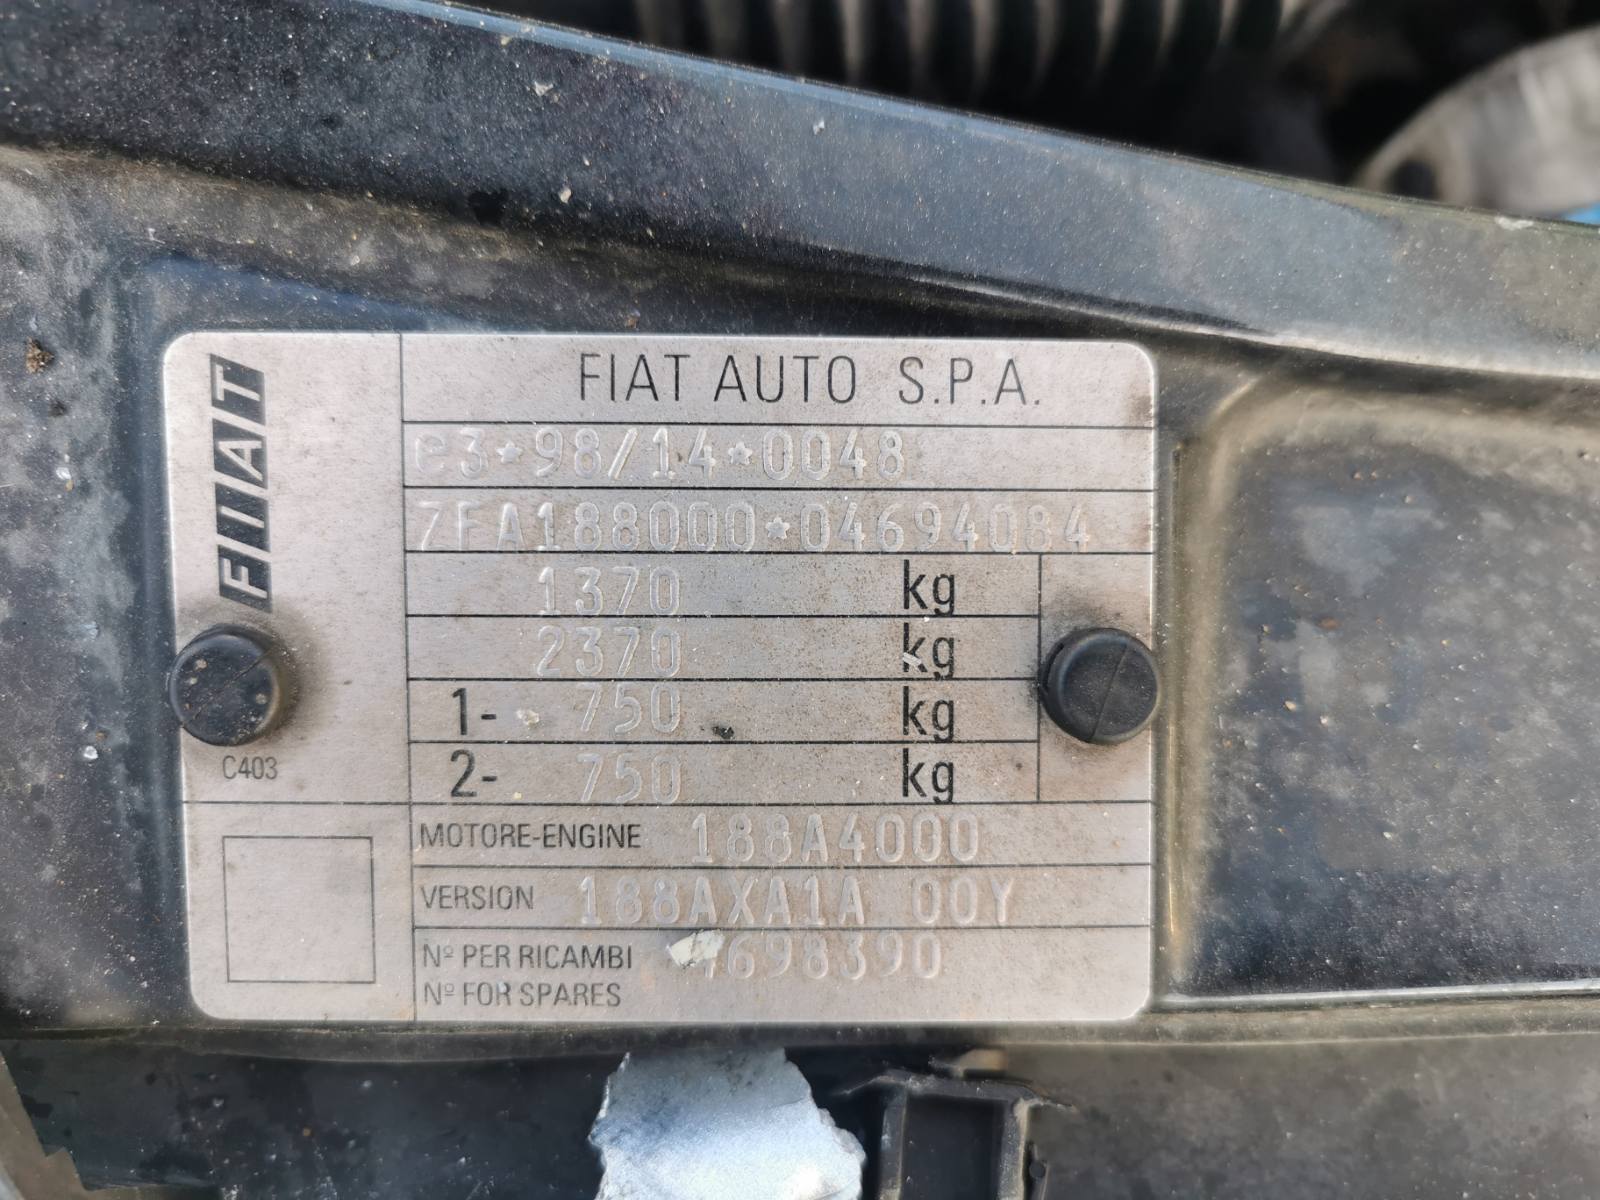 FIAT
FIAT AUTO S.P.A.
e3*98/14*0048
ZFA188000*04694084
1370 kg
2370 kg
1- 750 kg
2- 750 kg
C403
MOTORE-ENGINE 188A4000
VERSION 188AXA1A 00Y
Nº PER RICAMBI
Nº FOR SPARES